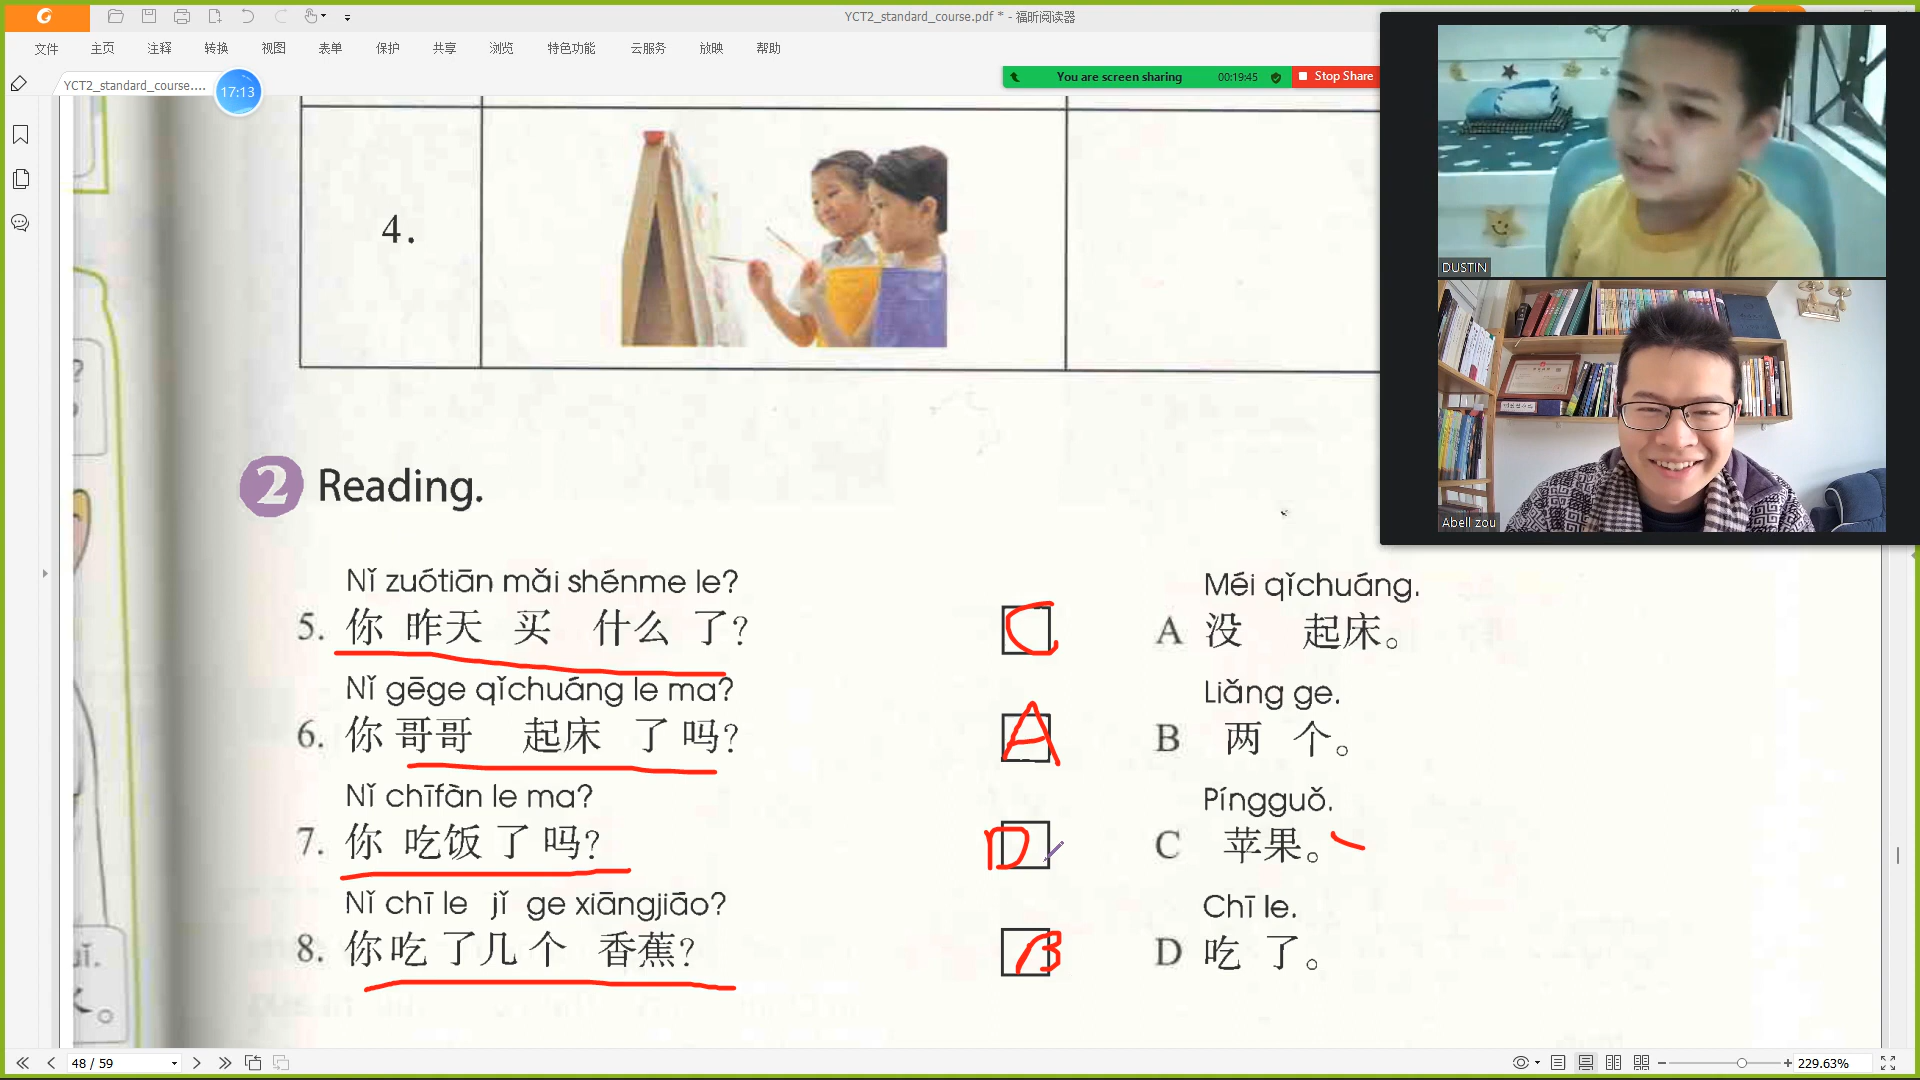 YCT2_standard_course.pdf * - 福昕阅读器
文件 主页 注释 转换 视图 表单 保护 共享 浏览 特色功能 云服务 放映 帮助
YCT2_standard_course....
17:13
You are screen sharing 00:19:45 Stop Share
DUSTIN
Abell zou
4.
2 Reading.
Nǐ zuótiān mǎi shénme le?
5. 你 昨天 买 什么 了? C
Méi qǐchuáng.
A 没 起床。
Nǐ gēge qǐchuáng le ma?
6. 你 哥哥 起床 了 吗? A
Liǎng ge.
B 两 个。
Nǐ chīfàn le ma?
7. 你 吃饭 了 吗? D
Píngguǒ.
C 苹果。
Nǐ chī le jǐ ge xiāngjiāo?
8. 你 吃 了 几 个 香蕉? B
Chī le.
D 吃 了。
48 / 59
229.63%